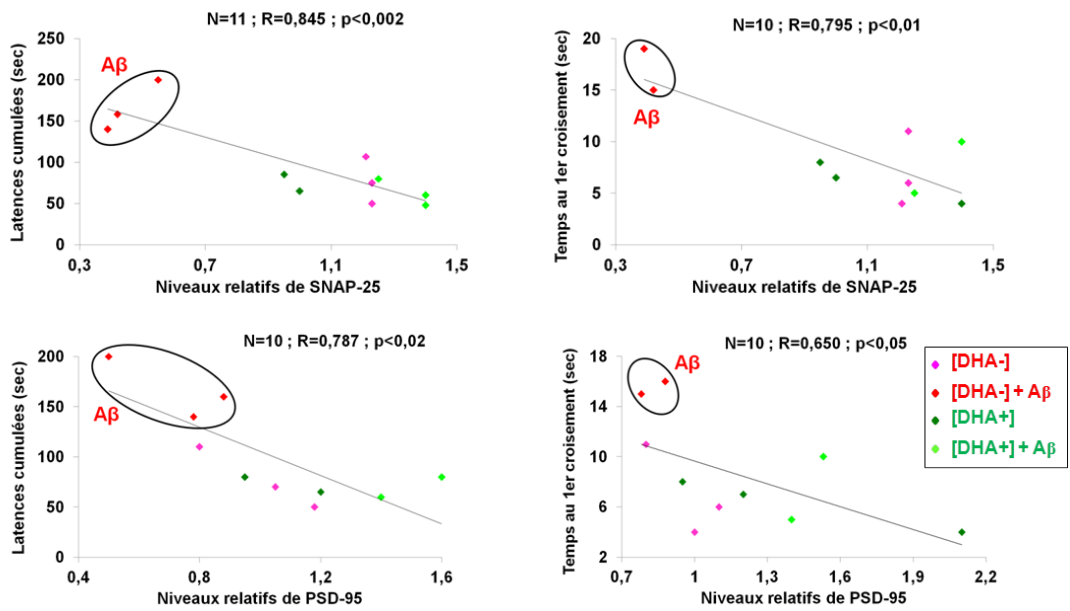 N=11 ; R=0,845 ; p<0,002
Latences cumulées (sec)
250
200
150
100
50
0
Aβ
0,3
0,7
1,1
1,5
Niveaux relatifs de SNAP-25
N=10 ; R=0,795 ; p<0,01
Temps au 1er croisement (sec)
20
15
10
5
0
Aβ
0,3
0,7
1,1
1,5
Niveaux relatifs de SNAP-25
N=10 ; R=0,787 ; p<0,02
Latences cumulées (sec)
200
150
100
50
0
Aβ
0,4
0,8
1,2
1,6
Niveaux relatifs de PSD-95
N=10 ; R=0,650 ; p<0,05
Temps au 1er croisement (sec)
18
14
10
6
2
Aβ
0,7
1
1,3
1,6
1,9
2,2
Niveaux relatifs de PSD-95
[DHA-]
[DHA-] + Aβ
[DHA+]
[DHA+] + Aβ